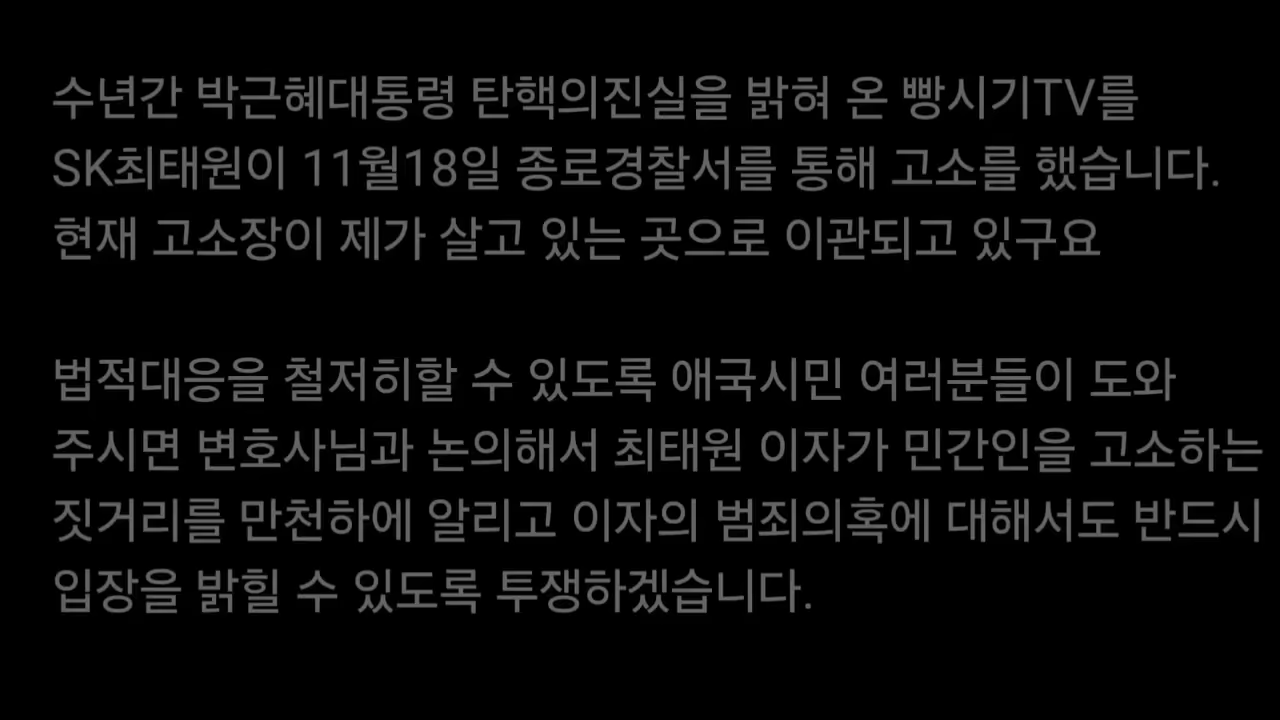 수년간 박근혜대통령 탄핵의진실을 밝혀 온 빵시기TV를
SK최태원이 11월18일 종로경찰서를 통해 고소를 했습니다.
현재 고소장이 제가 살고 있는 곳으로 이관되고 있구요
법적대응을 철저히할 수 있도록 애국시민 여러분들이 도와
주시면 변호사님과 논의해서 최태원 이자가 민간인을 고소하는
짓거리를 만천하에 알리고 이자의 범죄의혹에 대해서도 반드시
입장을 밝힐 수 있도록 투쟁하겠습니다.